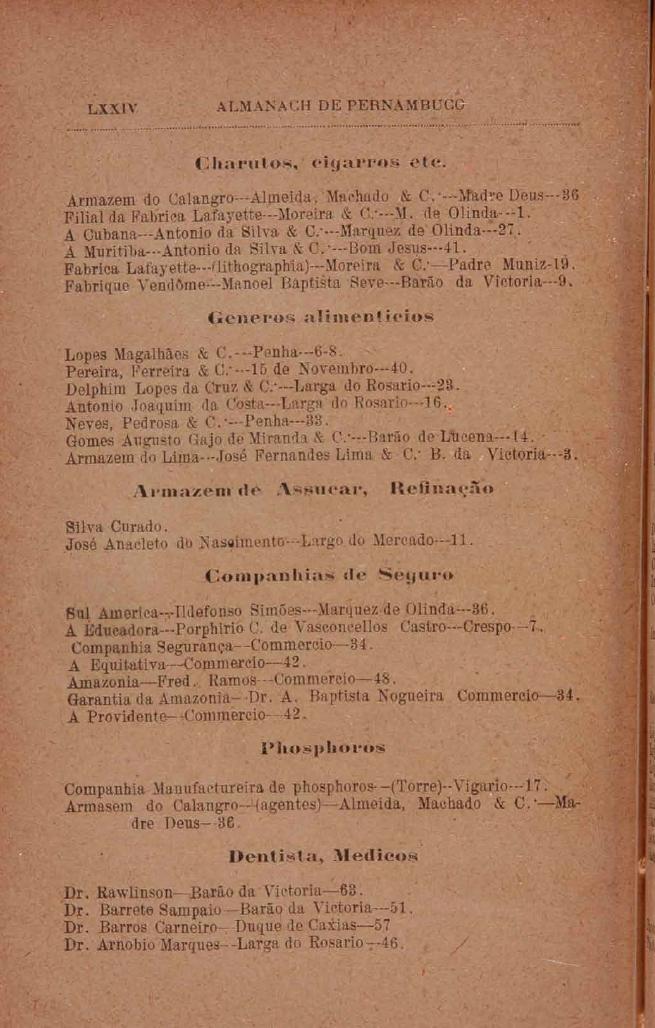 LXXIV ALMANACH DE PERNAMBUCO
Charutos, cigarros etc.
Armazem do Calangro---Almeida, Machado & C.ª---Madre Deus---36
Filial da Fabrica Lafayette---Moreira & C.ª---M. de Olinda---1.
A Cubana---Antonio da Silva & C.ª---Marquez de Olinda---27.
A Muritiba---Antonio da Silva & C.ª---Bom Jesus---41.
Fabrica Lafayette---(lithographia)---Moreira & C.ª—Padre Muniz-19.
Fabrique Vendôme---Manoel Baptista Seve---Barão da Victoria---9.
Generos alimenticios
Lopes Magalhães & C.---Penha---6-8.
Pereira, Ferreira & C.ª---15 de Novembro---40.
Delphim Lopes da Cruz & C.ª---Larga do Rosario---23.
Antonio Joaquim da Costa---Larga do Rosario---16.
Neves, Pedrosa & C.ª---Penha---33.
Gomes Augusto Gajo de Miranda & C.ª---Barão de Lucena---14.
Armazem do Lima---José Fernandes Lima & C.ª B. da Victoria---3.
Armazem de Assucar, Refinação
Silva Curado.
José Anacleto do Nascimento---Largo do Mercado---11.
Companhias de Seguro
Sul America---Ildefonso Simões---Marquez de Olinda---36.
A Educadora---Porphirio C. de Vasconcellos Castro---Crespo---7.
Companhia Segurança--Commercio—34.
A Equitativa—Commercio—42.
Amazonia—Fred. Ramos--Commercio—48.
Garantia da Amazonia--Dr. A. Baptista Nogueira Commercio—34.
A Providente--Commercio--42.
Phosphoros
Companhia Manufactureira de phosphoros--(Torre)--Vigario---17.
Armasem do Calangro--(agentes)—Almeida, Machado & C.ª—Ma-
dre Deus--36.
Dentista, Medicos
Dr. Rawlinson—Barão da Victoria—63.
Dr. Barreto Sampaio—Barão da Victoria---51.
Dr. Barros Carneiro--Duque de Caxias—57
Dr. Arnobio Marques--Larga do Rosario--46.